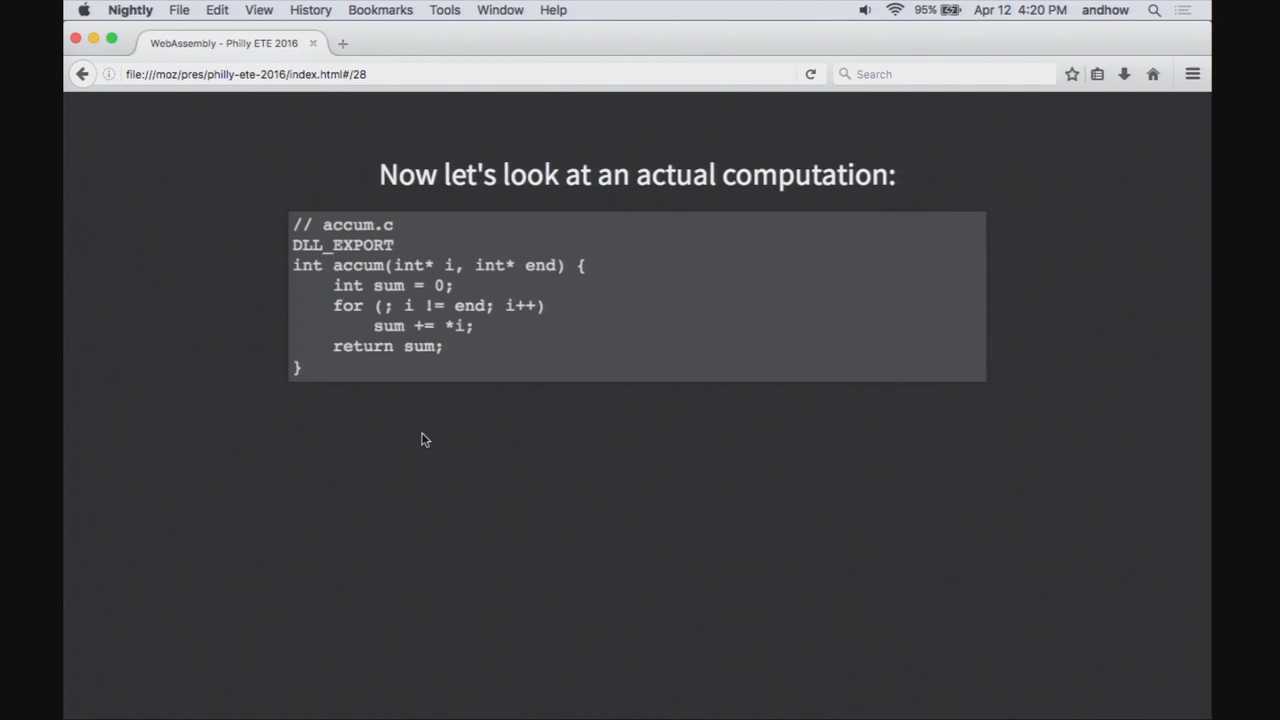 Nightly File Edit View History Bookmarks Tools Window Help 95% Apr 12 4:20 PM andhow
WebAssembly - Philly ETE 2016
file:///moz/pres/philly-ete-2016/index.html#/28 Search
Now let's look at an actual computation:
// accum.c
DLL_EXPORT
int accum(int* i, int* end) {
    int sum = 0;
    for (; i != end; i++)
        sum += *i;
    return sum;
}